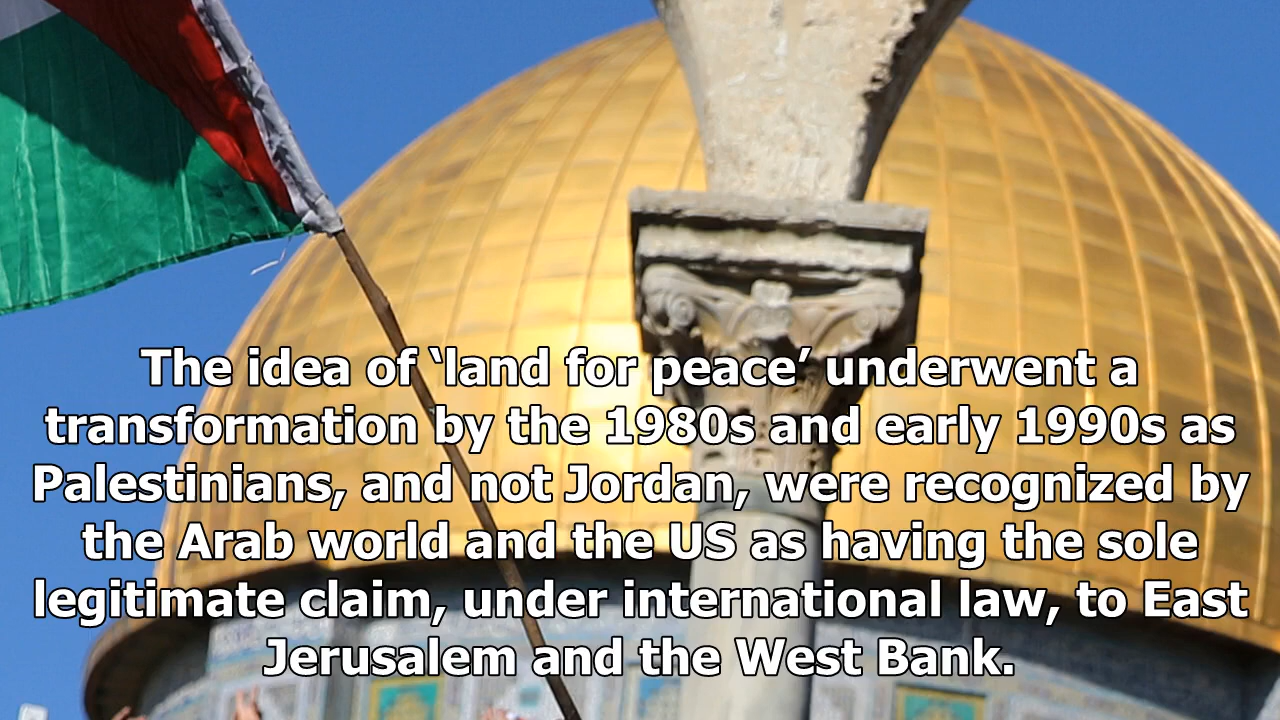 The idea of ‘land for peace’ underwent a
transformation by the 1980s and early 1990s as
Palestinians, and not Jordan, were recognized by
the Arab world and the US as having the sole
legitimate claim, under international law, to East
Jerusalem and the West Bank.